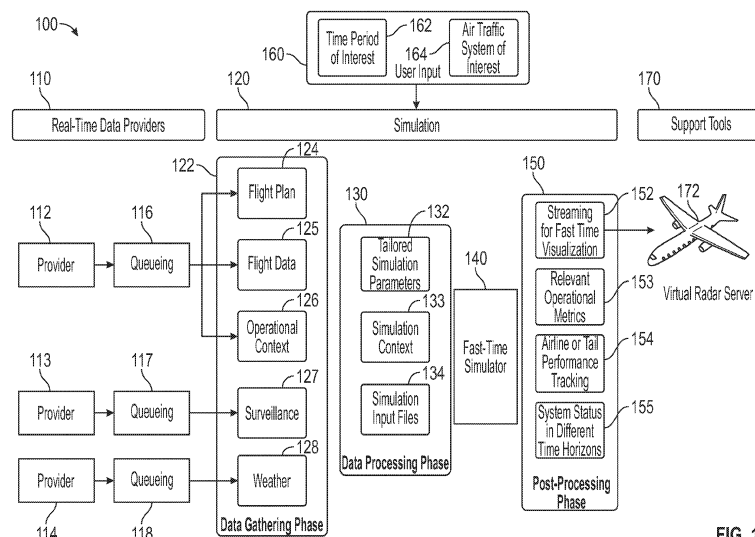 100
160
Time Period
of Interest
162
164
Air Traffic
System of
Interest
User Input
110
Real-Time Data Providers
120
Simulation
170
Support Tools
122
124
Flight Plan
112
Provider
116
Queueing
125
Flight Data
126
Operational
Context
113
Provider
117
Queueing
127
Surveillance
114
Provider
118
Queueing
128
Weather
Data Gathering Phase
130
132
Tailored
Simulation
Parameters
133
Simulation
Context
134
Simulation
Input Files
Data Processing Phase
140
Fast-Time
Simulator
150
152
Streaming
for Fast Time
Visualization
153
Relevant
Operational
Metrics
154
Airline or Tail
Performance
Tracking
155
System Status
in Different
Time Horizons
Post-Processing
Phase
172
Virtual Radar Server
FIG. 1